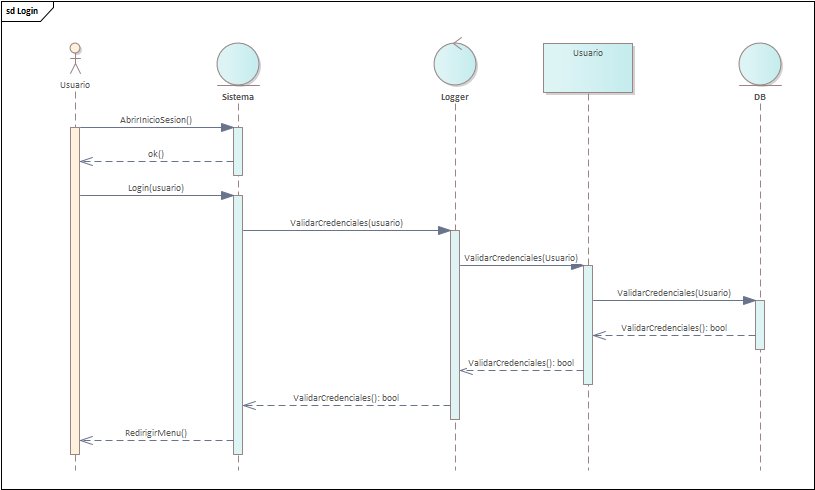 sd Login
Usuario
Sistema
Logger
Usuario
DB
AbrirInicioSesion()
ok()
Login(usuario)
ValidarCredenciales(usuario)
ValidarCredenciales(Usuario)
ValidarCredenciales(Usuario)
ValidarCredenciales(): bool
ValidarCredenciales(): bool
ValidarCredenciales(): bool
RedirigirMenu()